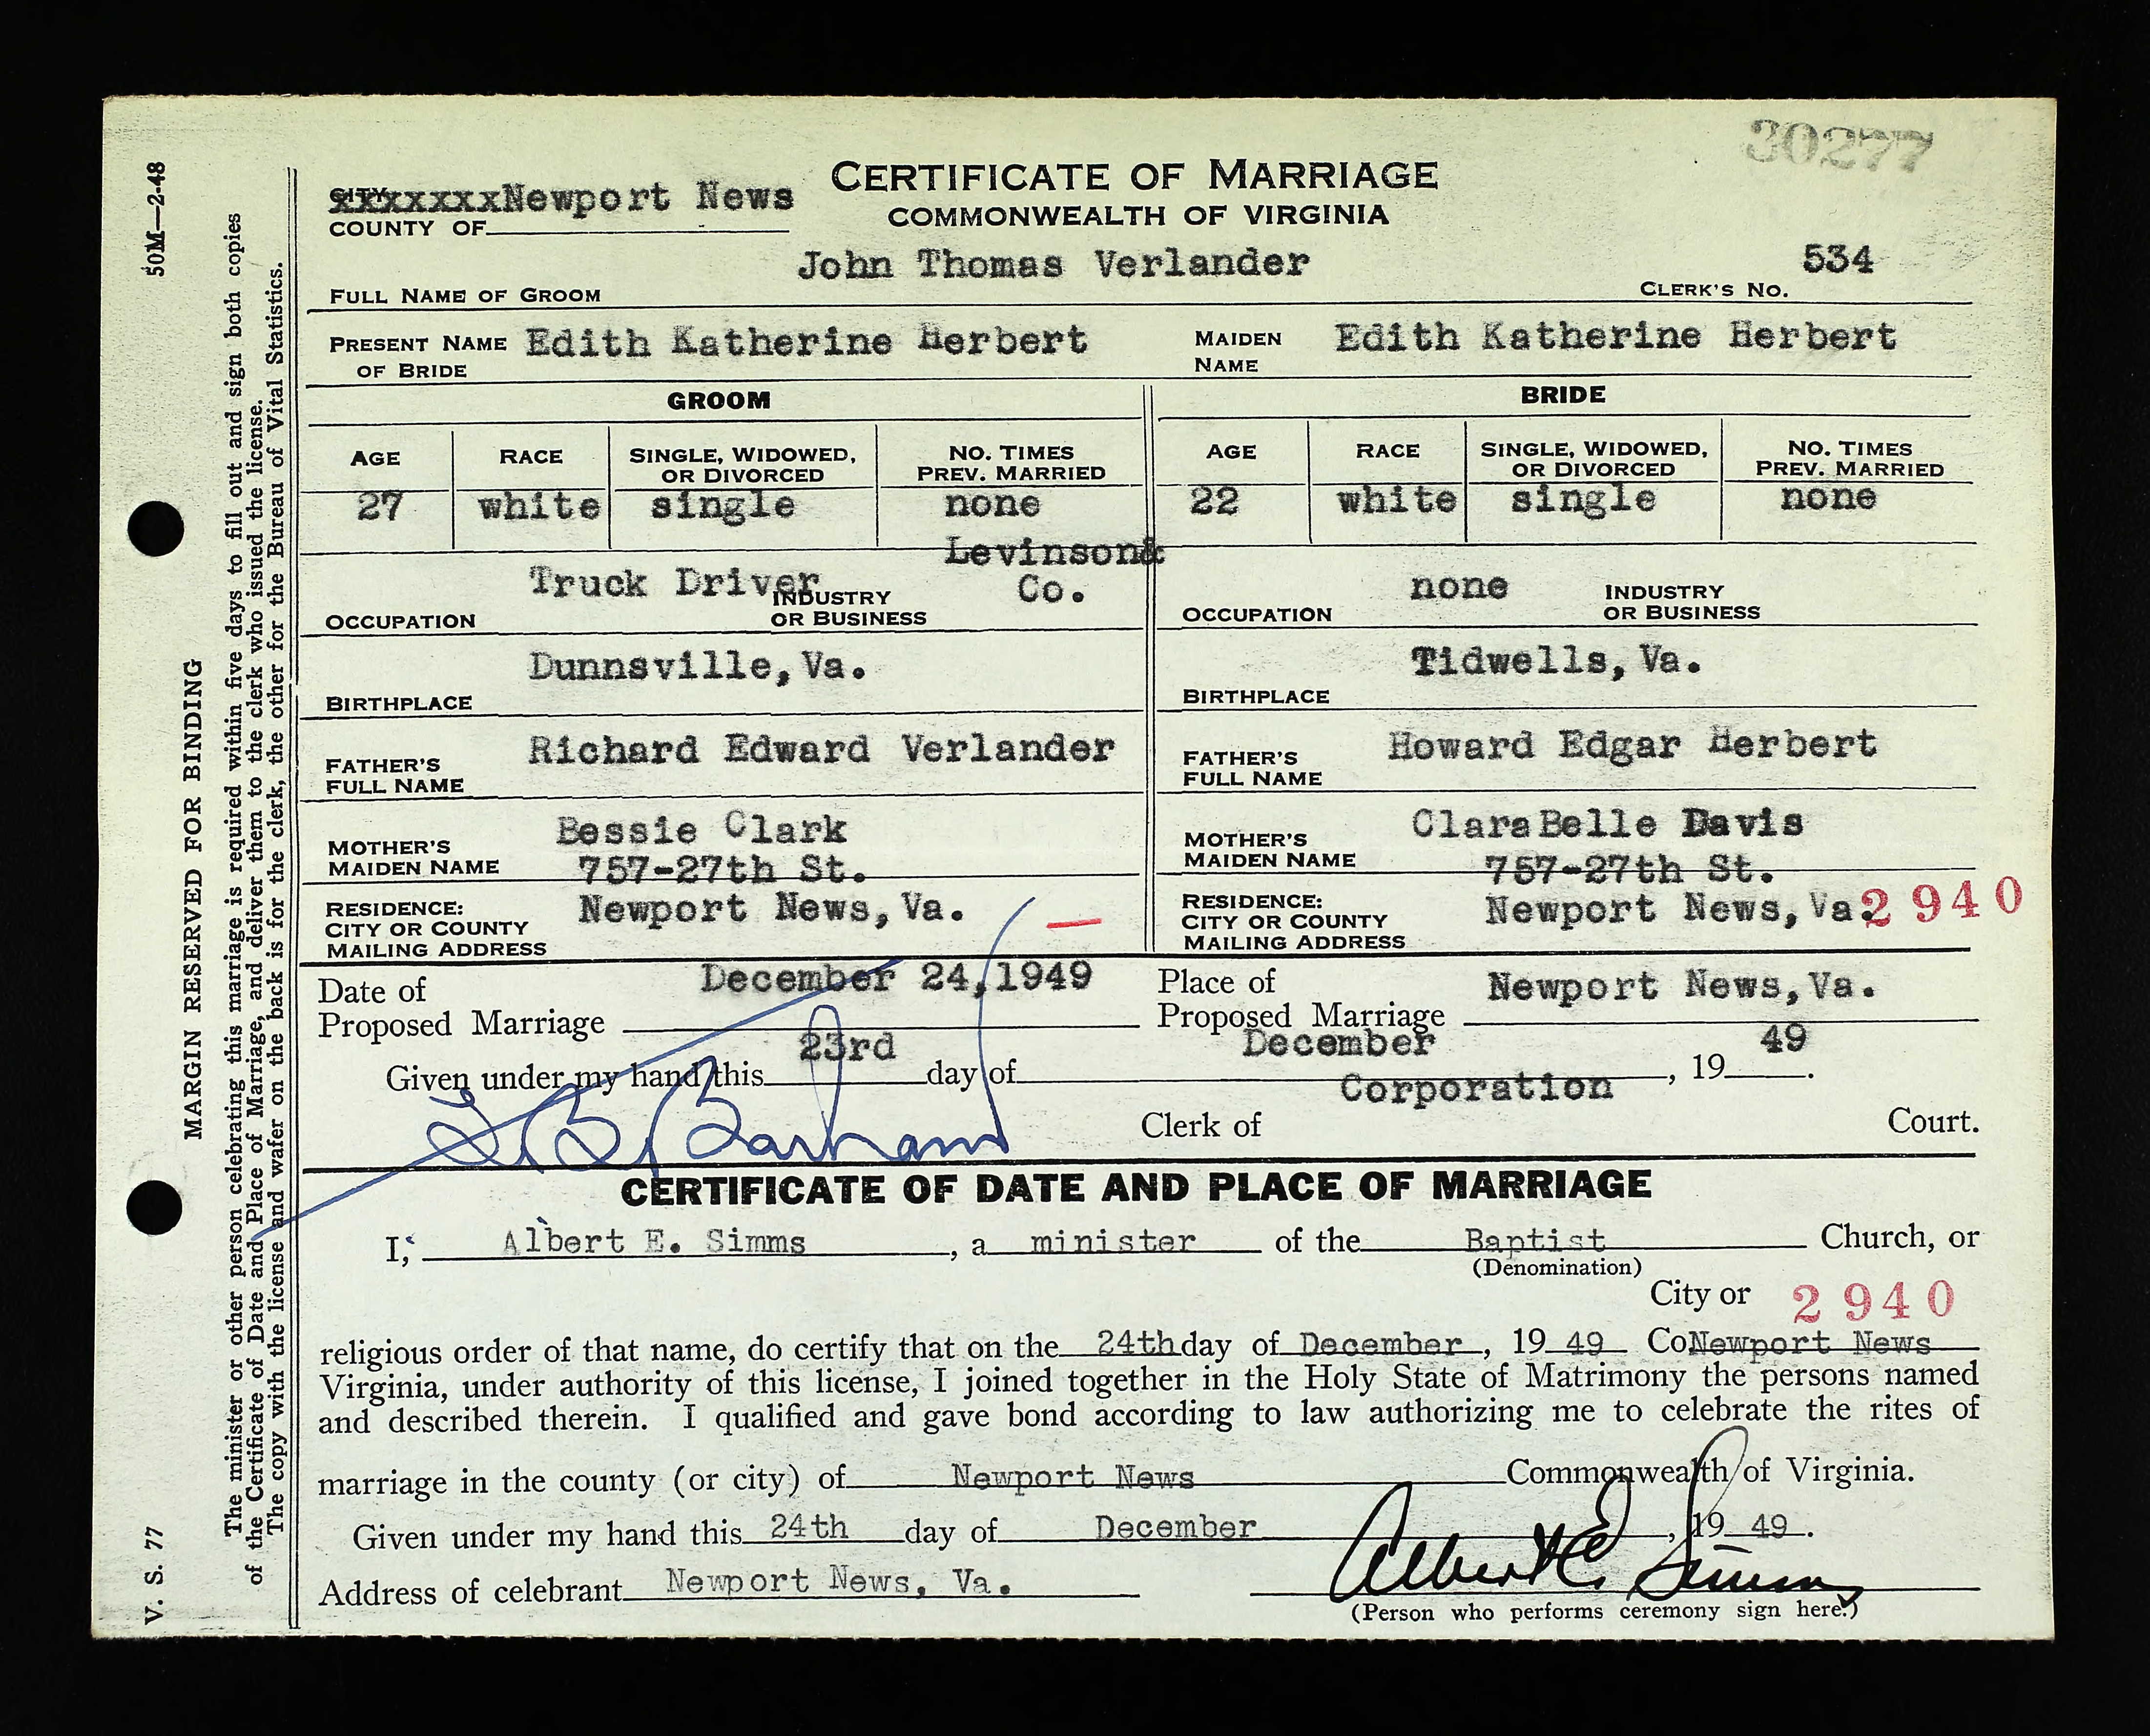 30277
CERTIFICATE OF MARRIAGE
COMMONWEALTH OF VIRGINIA
CITY xxxxxxxx Newport News
COUNTY OF
John Thomas Verlander 534
FULL NAME OF GROOM CLERK'S NO.
PRESENT NAME OF BRIDE Edith Katherine Herbert MAIDEN NAME Edith Katherine Herbert
GROOM BRIDE
AGE RACE SINGLE, WIDOWED, OR DIVORCED NO. TIMES PREV. MARRIED AGE RACE SINGLE, WIDOWED, OR DIVORCED NO. TIMES PREV. MARRIED
27 white single none 22 white single none
OCCUPATION Truck Driver INDUSTRY OR BUSINESS Levinson& Co. OCCUPATION none INDUSTRY OR BUSINESS
BIRTHPLACE Dunnsville, Va. BIRTHPLACE Tidwells, Va.
FATHER'S FULL NAME Richard Edward Verlander FATHER'S FULL NAME Howard Edgar Herbert
MOTHER'S MAIDEN NAME Bessie Clark MOTHER'S MAIDEN NAME ClaraBelle Davis
757-27th St. 757-27th St.
RESIDENCE: CITY OR COUNTY MAILING ADDRESS Newport News, Va. RESIDENCE: CITY OR COUNTY MAILING ADDRESS Newport News, Va. 2940
Date of Proposed Marriage December 24, 1949 Place of Proposed Marriage Newport News, Va.
Given under my hand this 23rd day of December, 19 49.
Corporation
Clerk of Court.
CERTIFICATE OF DATE AND PLACE OF MARRIAGE
I, Albert E. Simms, a minister of the Baptist Church, or
(Denomination)
City or 2940
religious order of that name, do certify that on the 24th day of December, 19 49 Co Newport News
Virginia, under authority of this license, I joined together in the Holy State of Matrimony the persons named
and described therein. I qualified and gave bond according to law authorizing me to celebrate the rites of
marriage in the county (or city) of Newport News Commonwealth of Virginia.
Given under my hand this 24th day of December, 19 49.
Address of celebrant Newport News, Va. Albert E. Simms
(Person who performs ceremony sign here.)
V. S. 77 50M—2-48
MARGIN RESERVED FOR BINDING
The minister or other person celebrating this marriage is required within five days to fill out and sign both copies
of the Certificate of Date and Place of Marriage, and deliver them to the clerk who issued the license.
The copy with the license and wafer on the back is for the clerk, the other for the Bureau of Vital Statistics.